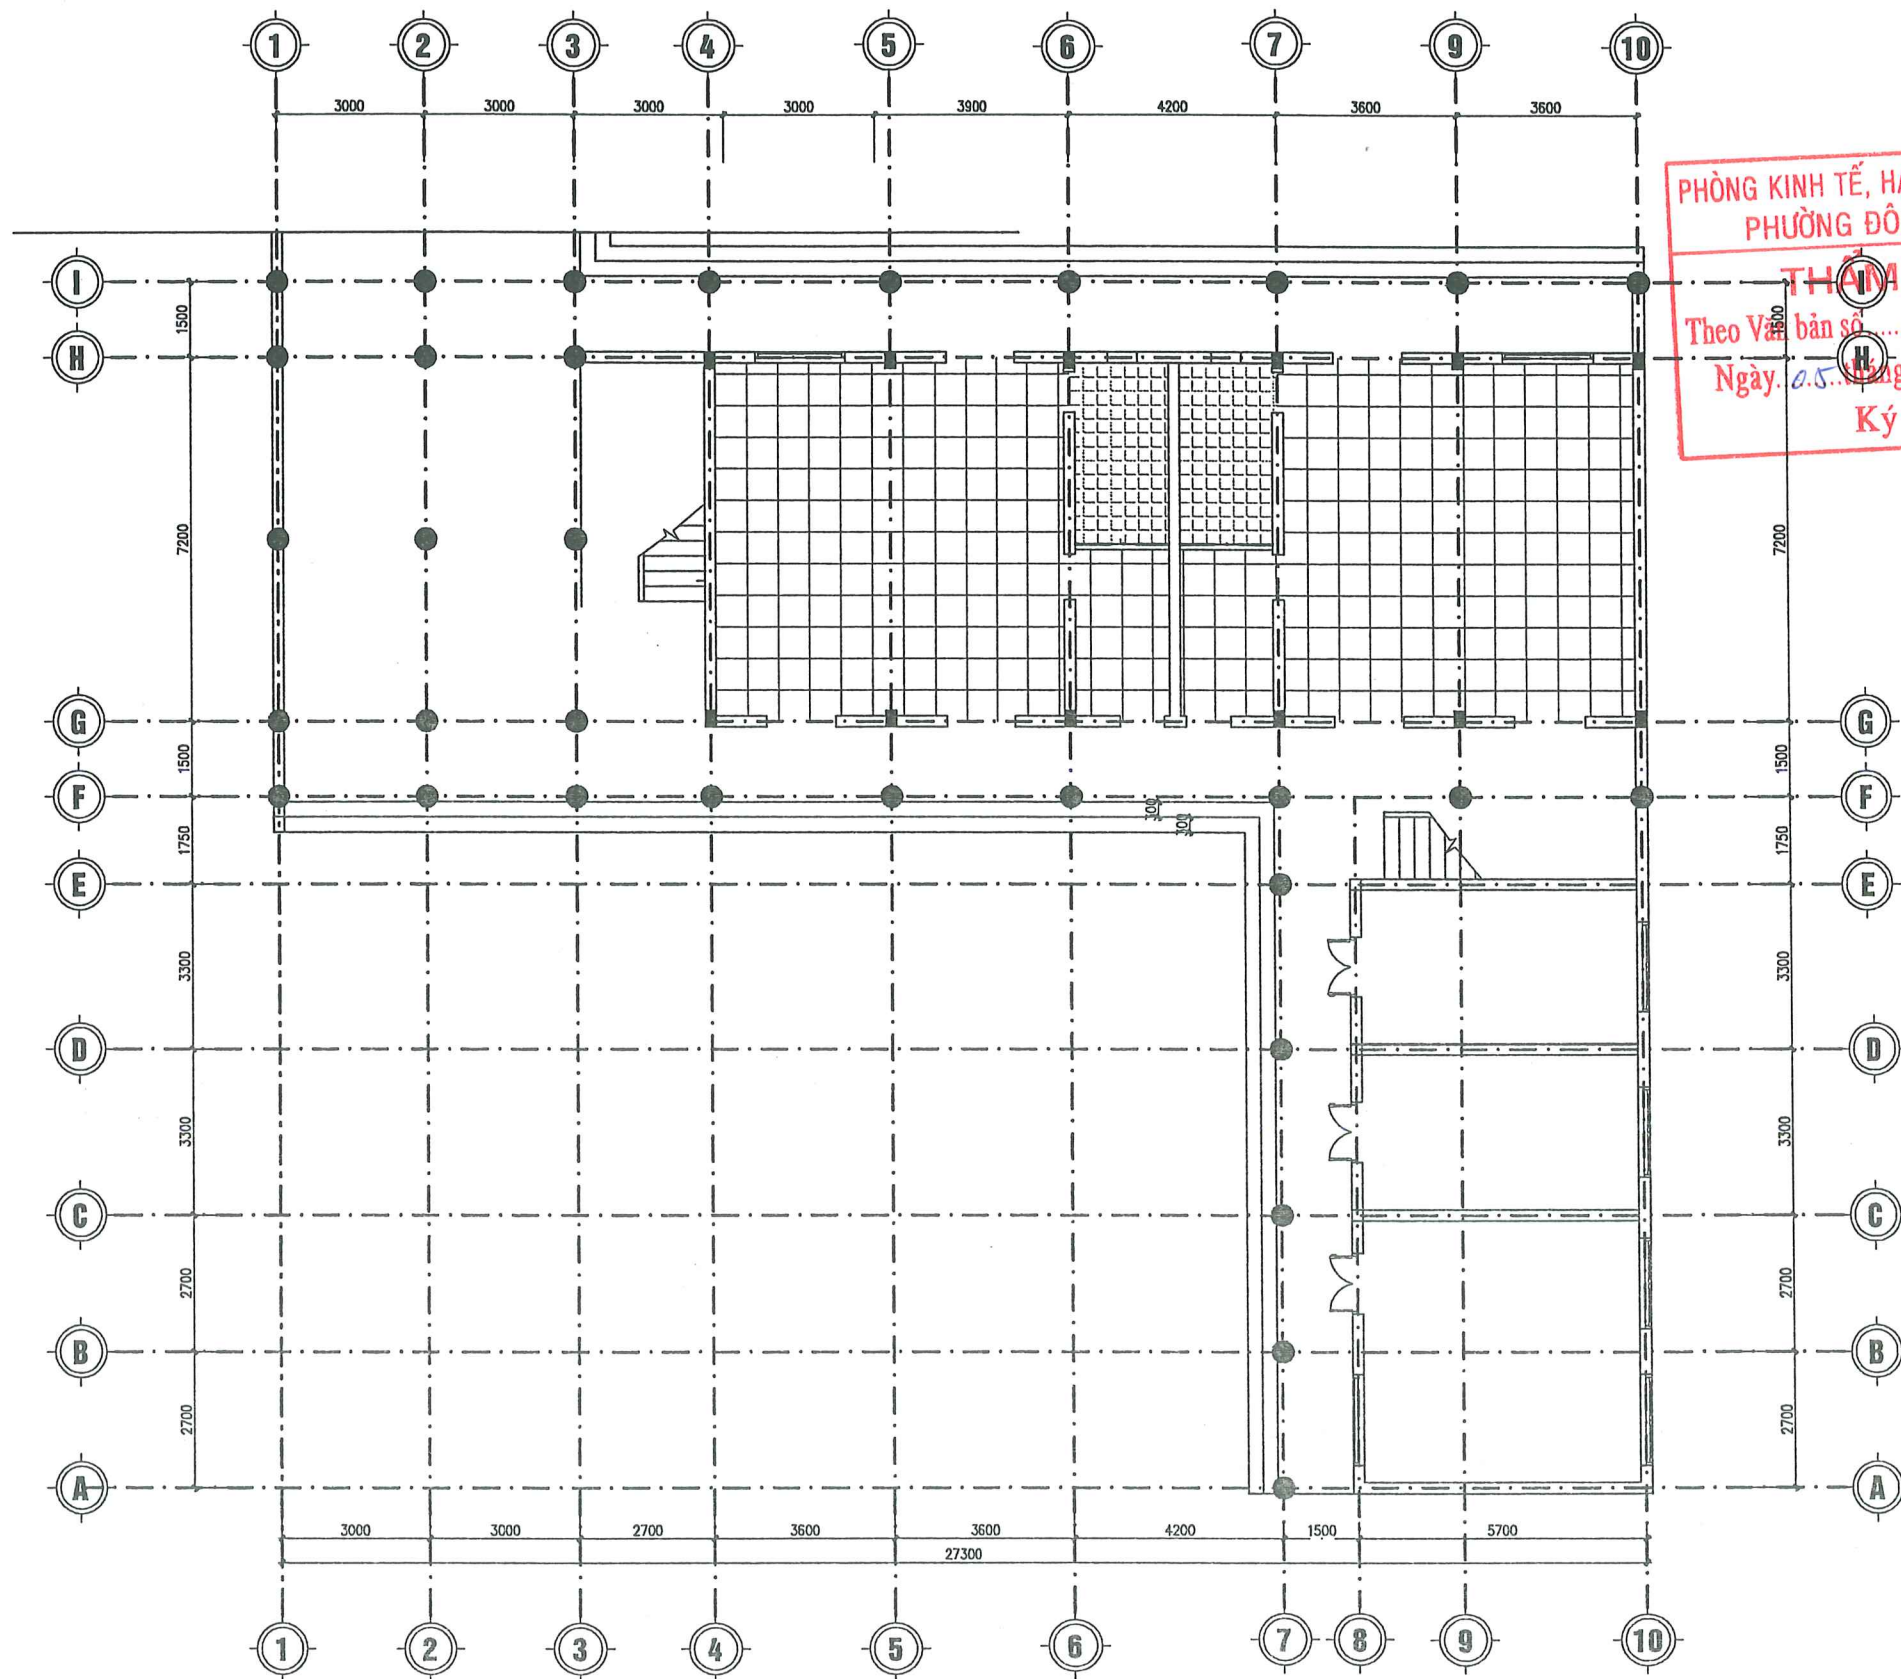 1 2 3 4 5 6 7 9 10
3000 3000 3000 3000 3900 4200 3600 3600
PHÒNG KINH TẾ,
PHƯỜNG
THẨM
Theo Văn bản số .....
Ngày. 05. tháng
Ký
I I
1500 1500
H H
7200 7200
G G
1500 1500
F F
300
300
1750 1750
E E
3300 3300
D D
3300 3300
C C
2700 2700
B B
2700 2700
A A
3000 3000 2700 3600 3600 4200 1500 5700
27300
1 2 3 4 5 6 7 8 9 10